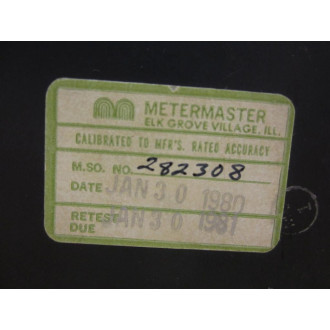 METERMASTER
ELK GROVE VILLAGE, ILL.
CALIBRATED TO MFR'S. RATED ACCURACY
M.S.O. NO. 282308
DATE JAN 30 1980
RETEST JAN 30 1981
DUE